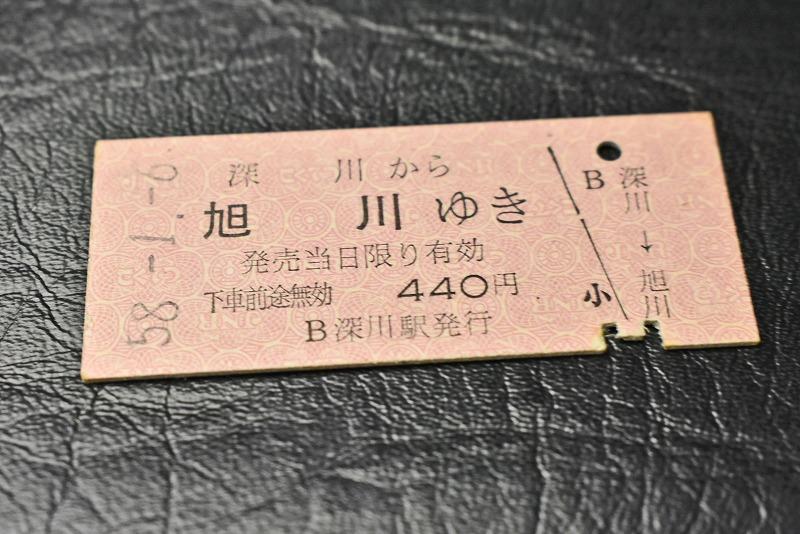 58.-1.-6
深川から
旭川ゆき
発売当日限り有効
下車前途無効 440円
B深川駅発行
B
小
深川→旭川